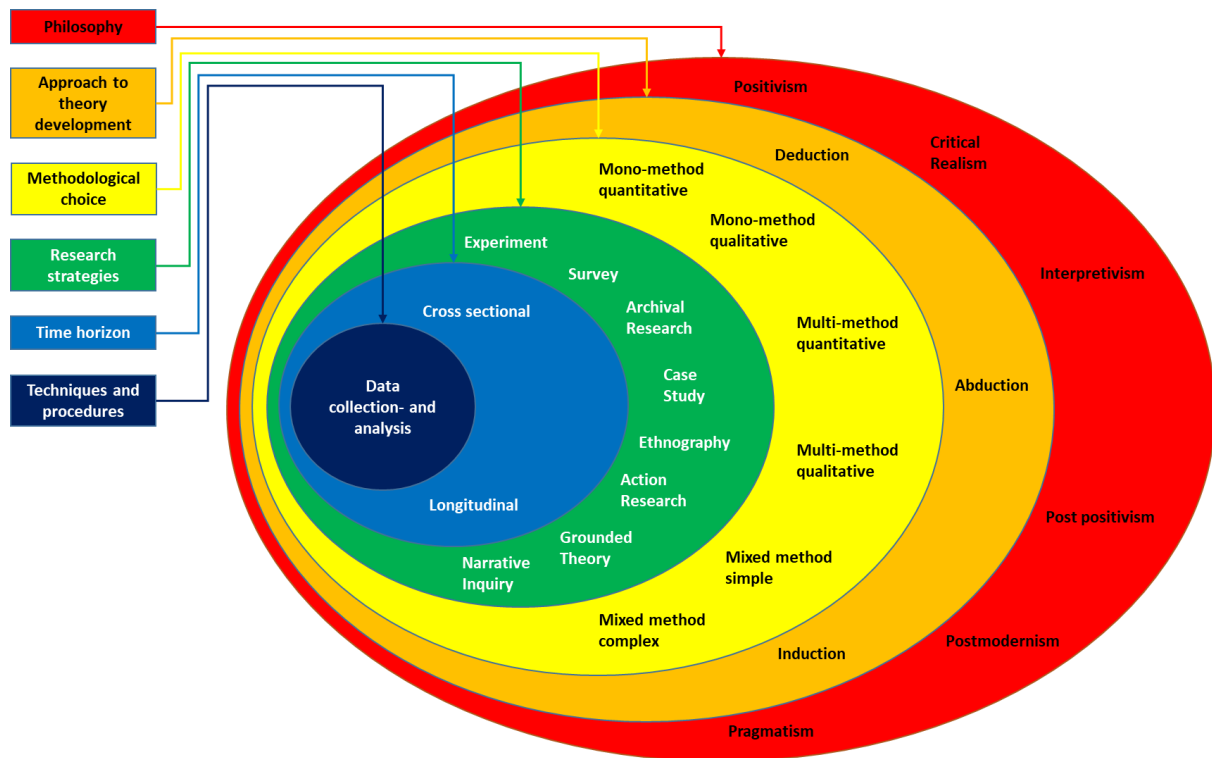 Philosophy
Approach to
theory
development
Methodological
choice
Research
strategies
Time horizon
Techniques and
procedures
Positivism
Critical
Realism
Interpretivism
Post positivism
Postmodernism
Pragmatism
Deduction
Abduction
Induction
Mono-method
quantitative
Mono-method
qualitative
Multi-method
quantitative
Multi-method
qualitative
Mixed method
simple
Mixed method
complex
Experiment
Survey
Archival
Research
Case
Study
Ethnography
Action
Research
Grounded
Theory
Narrative
Inquiry
Cross sectional
Longitudinal
Data
collection- and
analysis